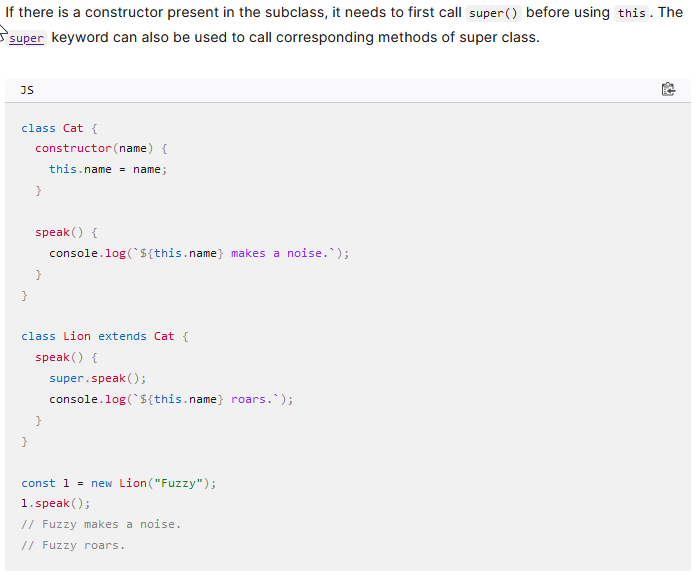 If there is a constructor present in the subclass, it needs to first call super() before using this. The
super keyword can also be used to call corresponding methods of super class.
JS
class Cat {
  constructor(name) {
    this.name = name;
  }

  speak() {
    console.log(`${this.name} makes a noise.`);
  }
}

class Lion extends Cat {
  speak() {
    super.speak();
    console.log(`${this.name} roars.`);
  }
}

const l = new Lion("Fuzzy");
l.speak();
// Fuzzy makes a noise.
// Fuzzy roars.